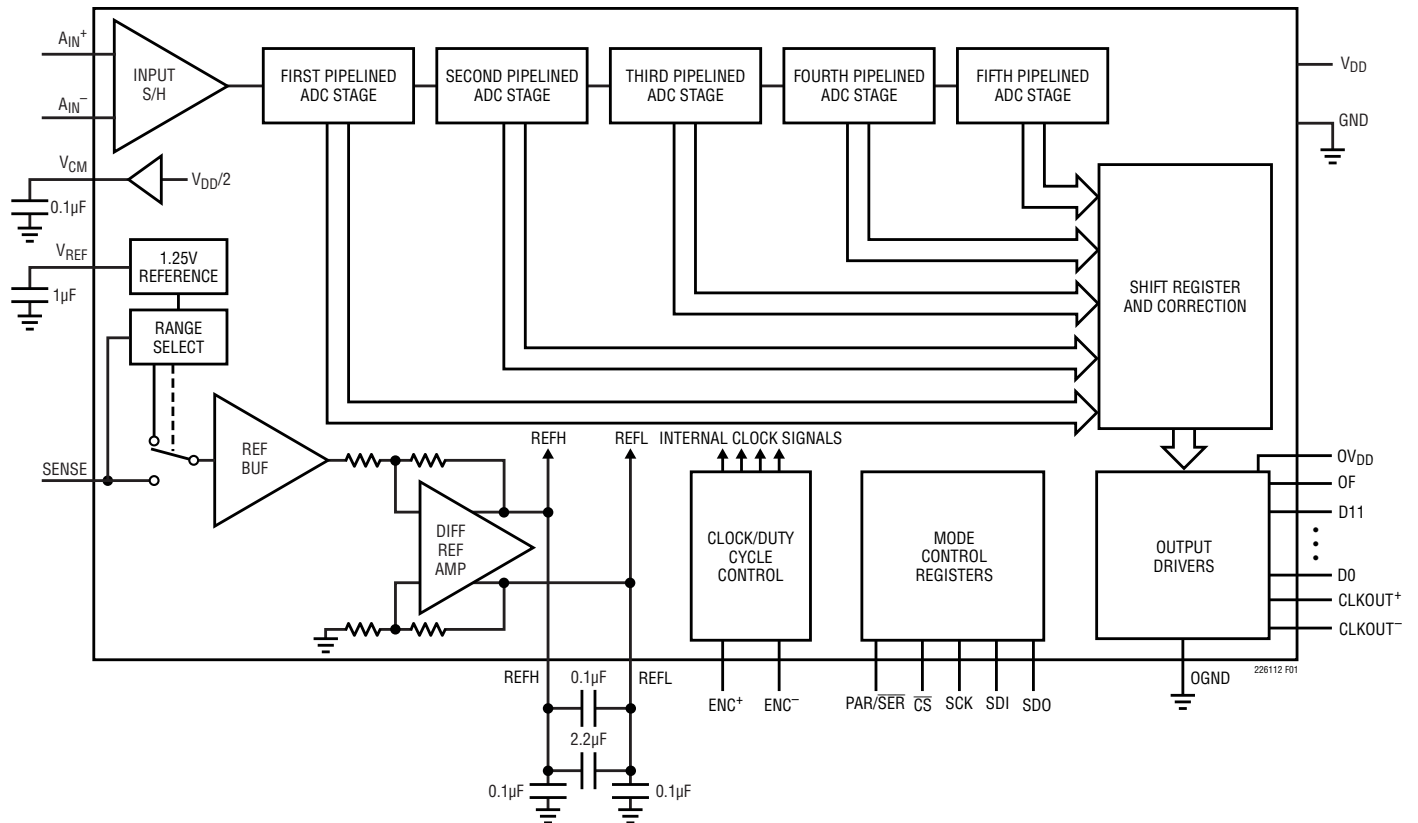 AIN+
AIN−
INPUT
S/H
FIRST PIPELINED
ADC STAGE
SECOND PIPELINED
ADC STAGE
THIRD PIPELINED
ADC STAGE
FOURTH PIPELINED
ADC STAGE
FIFTH PIPELINED
ADC STAGE
VDD
GND
VCM
VDD/2
0.1µF
VREF
1.25V
REFERENCE
1µF
RANGE
SELECT
SHIFT REGISTER
AND CORRECTION
SENSE
REF
BUF
DIFF
REF
AMP
REFH
REFL
INTERNAL CLOCK SIGNALS
CLOCK/DUTY
CYCLE
CONTROL
MODE
CONTROL
REGISTERS
OUTPUT
DRIVERS
OVDD
OF
D11
D0
CLKOUT+
CLKOUT−
226112 F01
REFH
0.1µF
REFL
ENC+
ENC−
PAR/S̅E̅R̅
C̅S̅
SCK
SDI
SDO
OGND
2.2µF
0.1µF
0.1µF